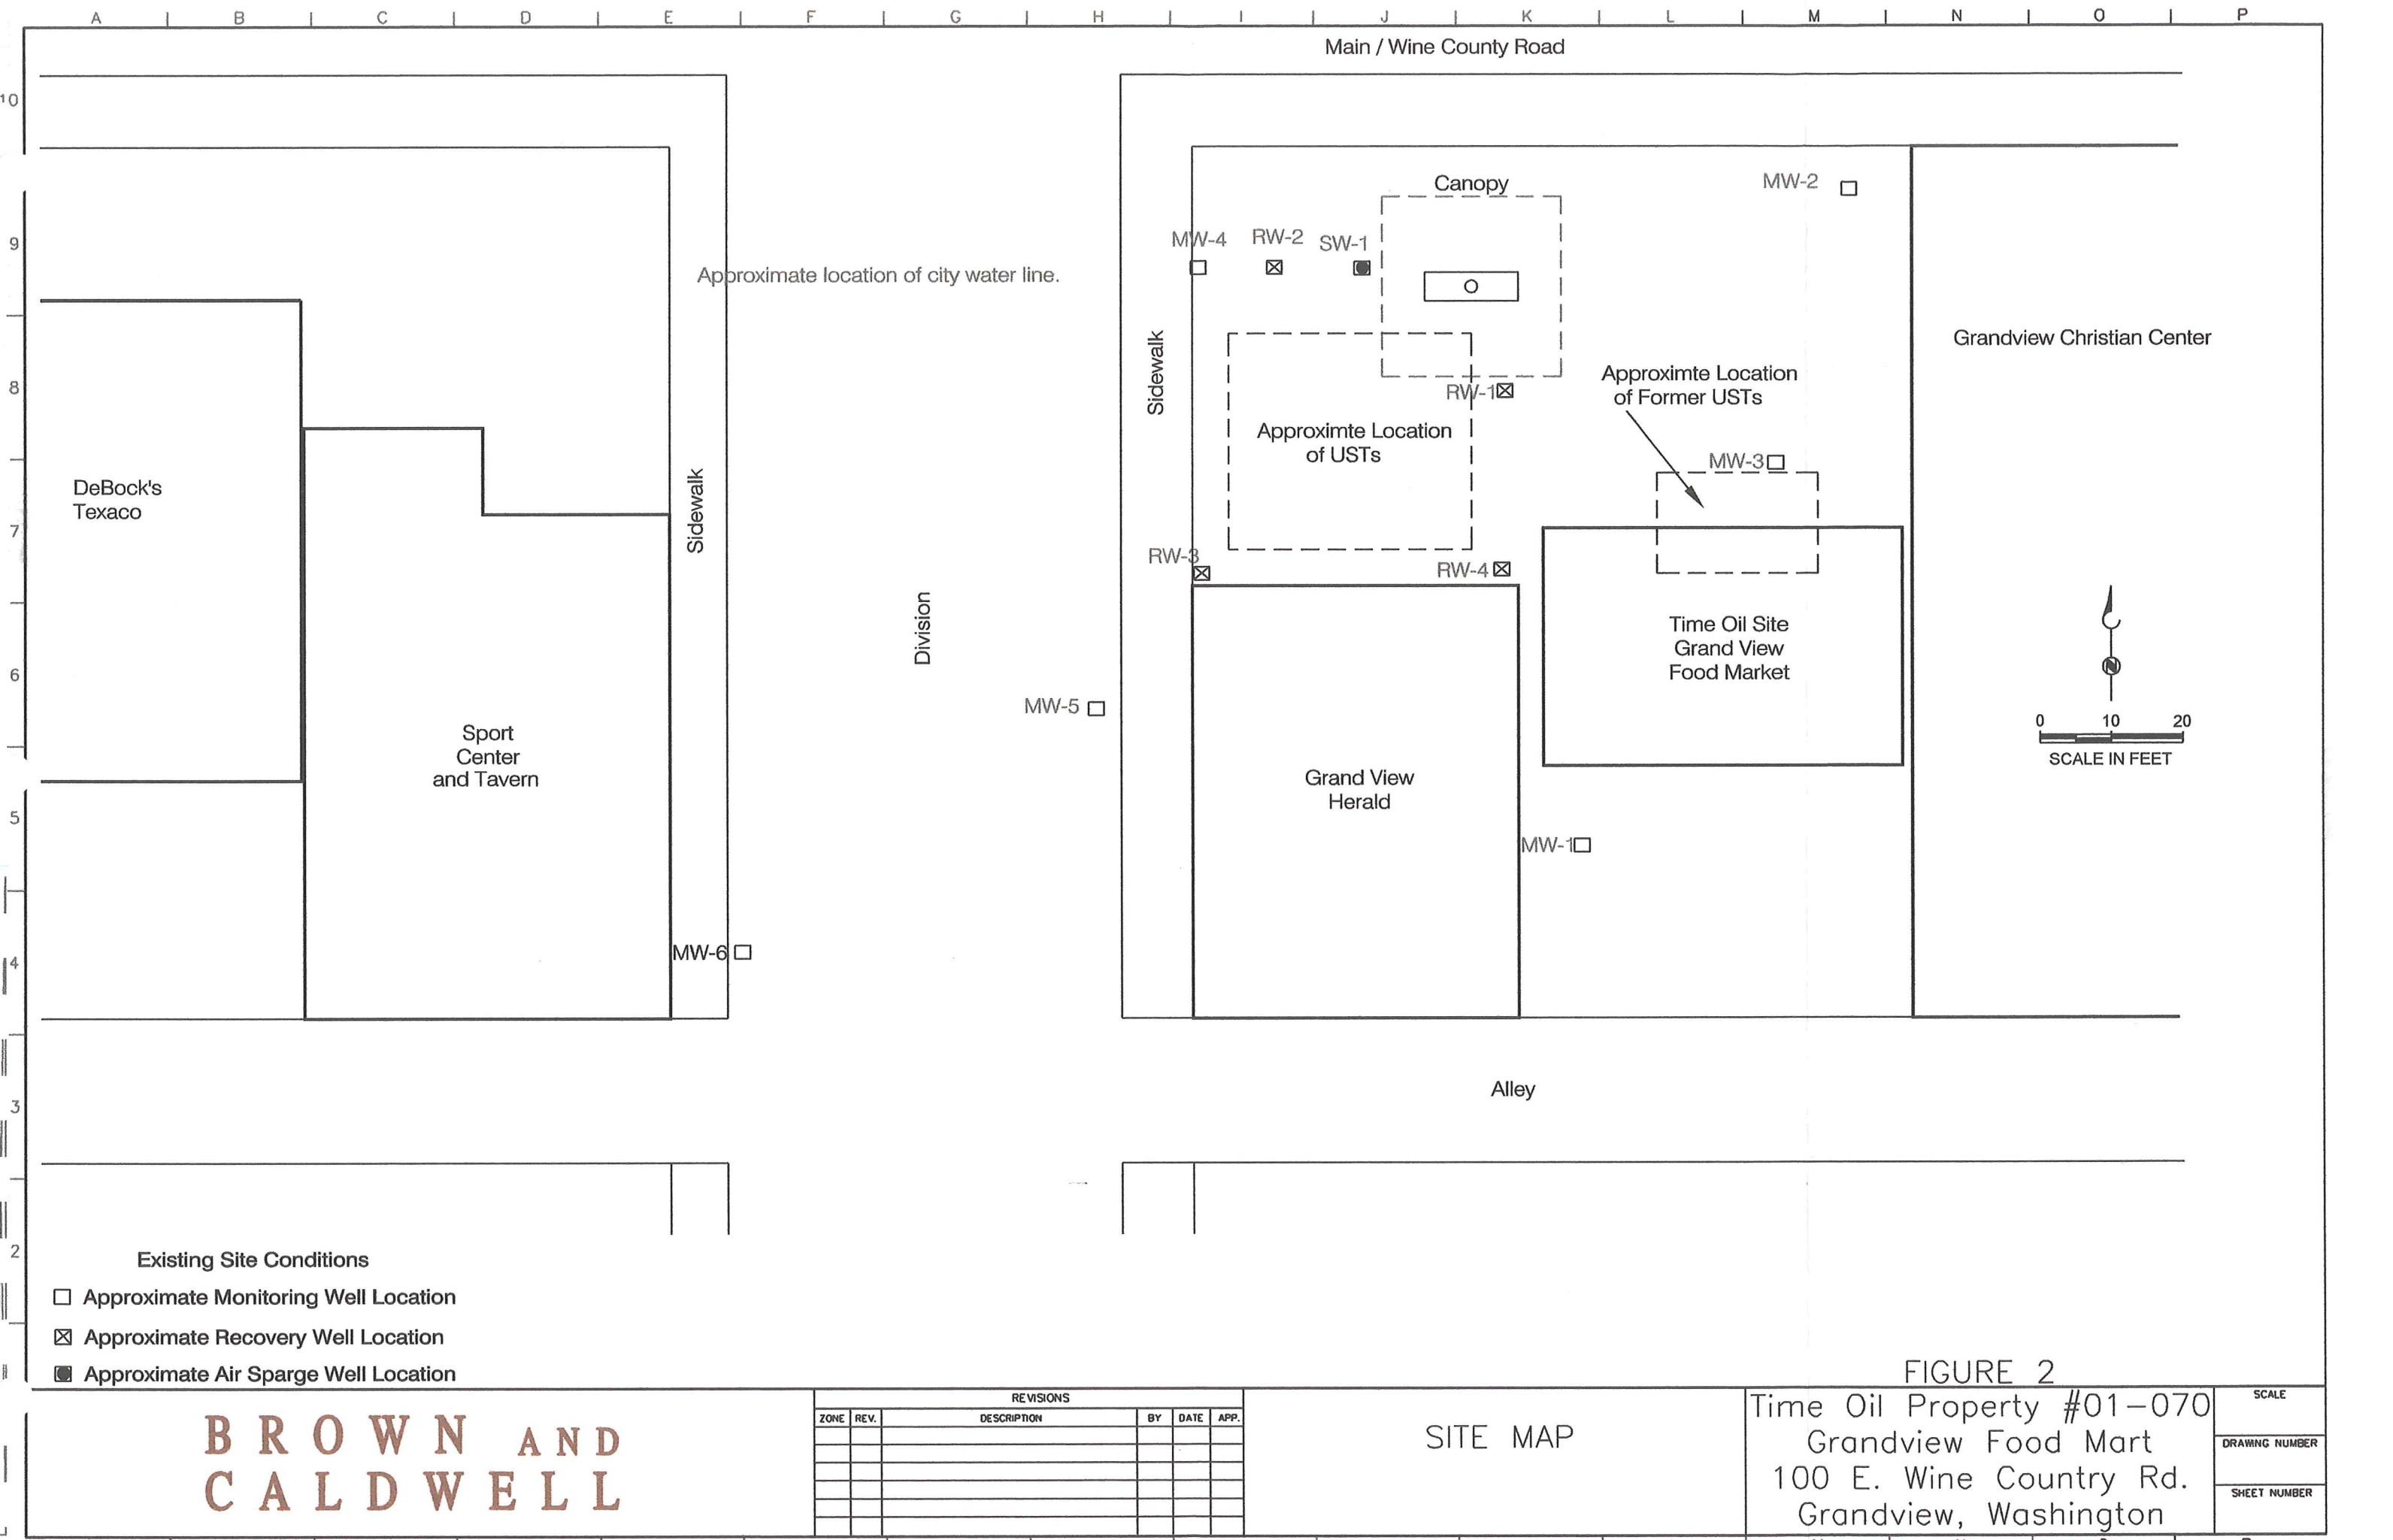 A B C D E F G H I J K L M N O P
Main / Wine County Road
10
9
8
7
6
5
4
3
2
Canopy
MW-2
MW-4
RW-2
SW-1
Approximate location of city water line.
Sidewalk
Grandview Christian Center
Approximte Location
of Former USTs
RW-1
Approximte Location
of USTs
MW-3
DeBock's
Texaco
Sidewalk
RW-3
RW-4
Division
Time Oil Site
Grand View
Food Market
N
MW-5
0 10 20
SCALE IN FEET
Sport
Center
and Tavern
Grand View
Herald
MW-1
MW-6
Alley
Existing Site Conditions
Approximate Monitoring Well Location
Approximate Recovery Well Location
Approximate Air Sparge Well Location
FIGURE 2
BROWN AND
CALDWELL
REVISIONS
ZONE REV. DESCRIPTION BY DATE APP.
SITE MAP
Time Oil Property #01-070
Grandview Food Mart
100 E. Wine Country Rd.
Grandview, Washington
SCALE
DRAWING NUMBER
SHEET NUMBER